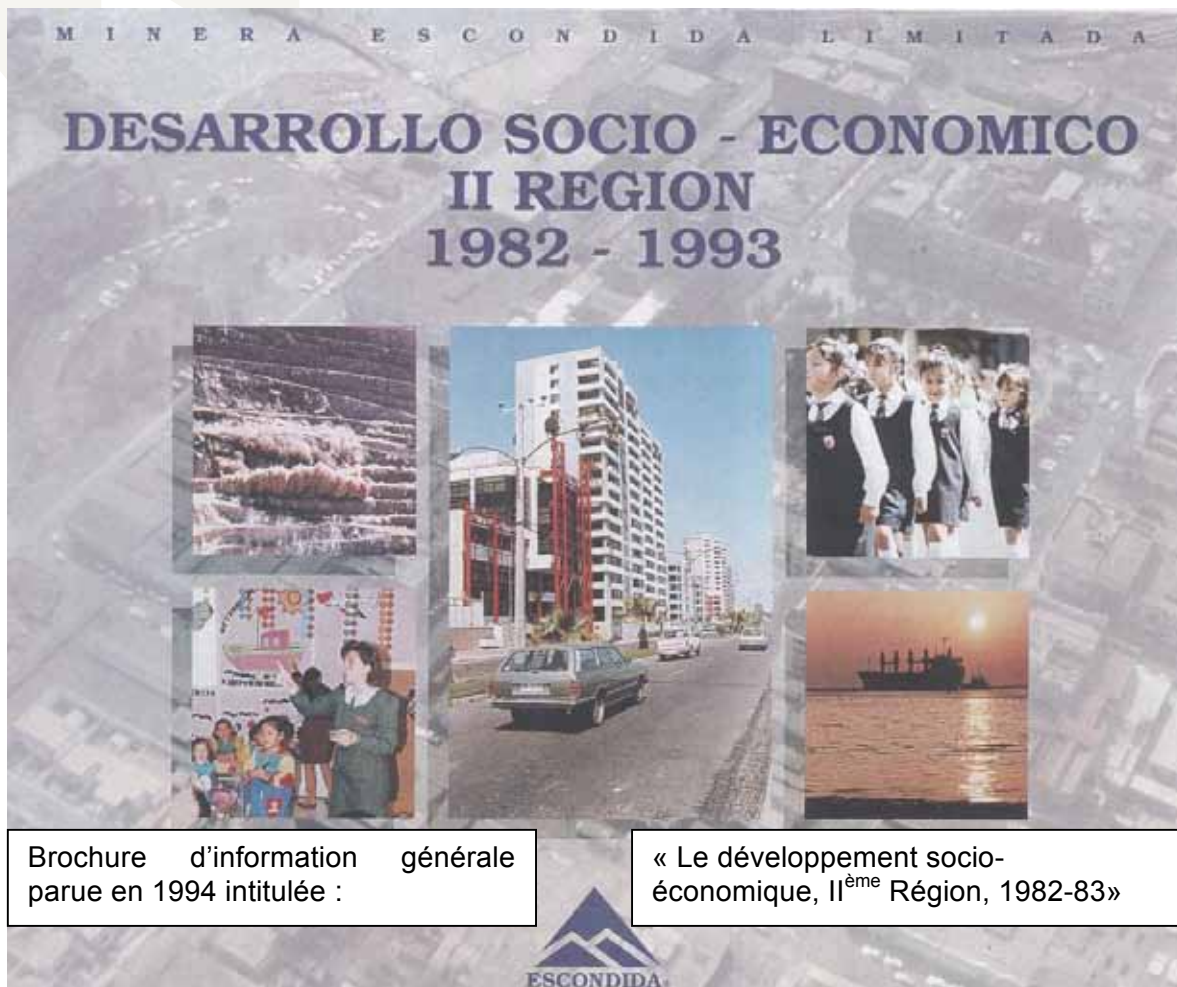 MINERA ESCONDIDA LIMITADA
DESARROLLO SOCIO - ECONOMICO
II REGION
1982 - 1993
Brochure d’information générale
parue en 1994 intitulée :
« Le développement socio-
économique, IIème Région, 1982-83»
ESCONDIDA